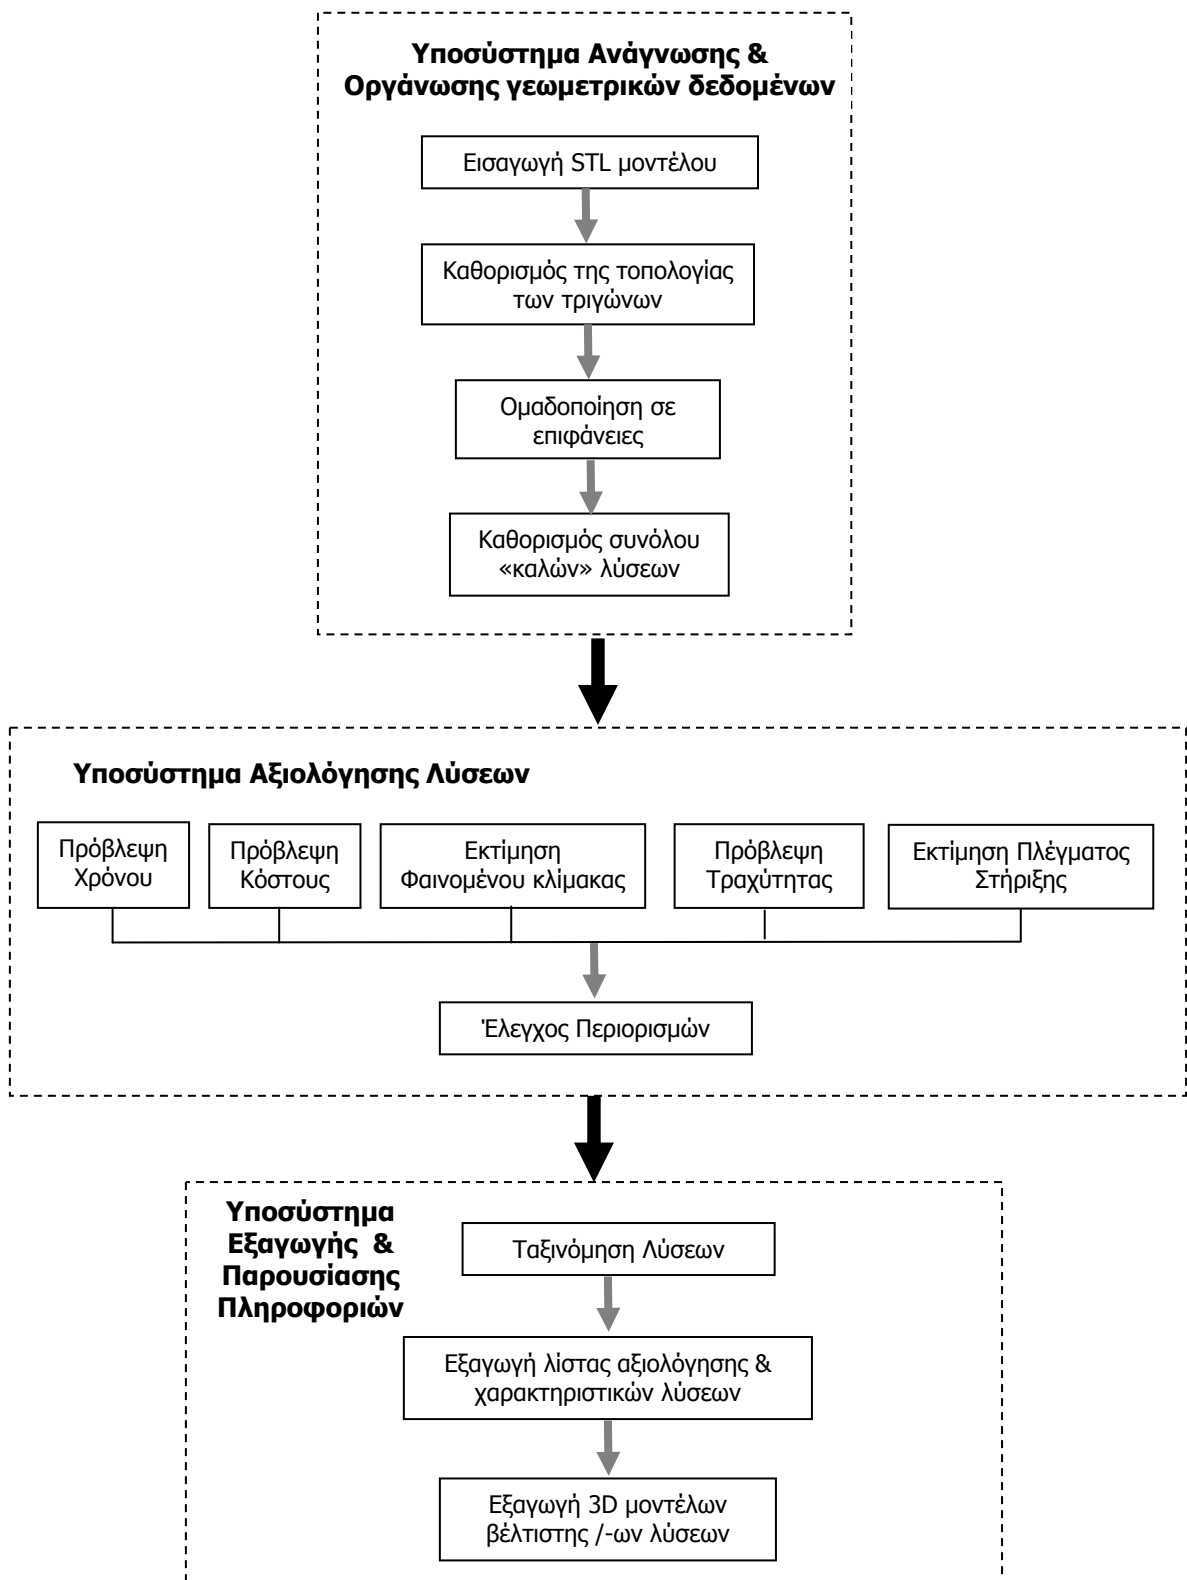 Υποσύστημα Ανάγνωσης &
Οργάνωσης γεωμετρικών δεδομένων
Εισαγωγή STL μοντέλου
Καθορισμός της τοπολογίας
των τριγώνων
Ομαδοποίηση σε
επιφάνειες
Καθορισμός συνόλου
«καλών» λύσεων
Υποσύστημα Αξιολόγησης Λύσεων
Πρόβλεψη
Χρόνου
Πρόβλεψη
Κόστους
Εκτίμηση
Φαινομένου κλίμακας
Πρόβλεψη
Τραχύτητας
Εκτίμηση Πλέγματος
Στήριξης
Έλεγχος Περιορισμών
Υποσύστημα
Εξαγωγής &
Παρουσίασης
Πληροφοριών
Ταξινόμηση Λύσεων
Εξαγωγή λίστας αξιολόγησης &
χαρακτηριστικών λύσεων
Εξαγωγή 3D μοντέλων
βέλτιστης /-ων λύσεων